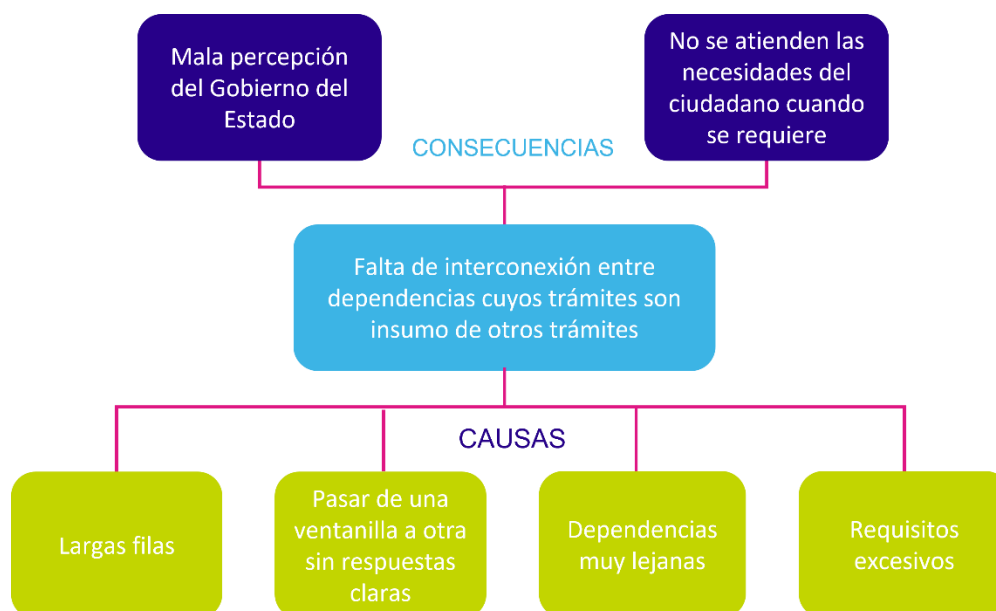 Mala percepción
del Gobierno del
Estado
No se atienden las
necesidades del
ciudadano cuando
se requiere
CONSECUENCIAS
Falta de interconexión entre
dependencias cuyos trámites son
insumo de otros trámites
CAUSAS
Largas filas
Pasar de una
ventanilla a otra
sin respuestas
claras
Dependencias
muy lejanas
Requisitos
excesivos